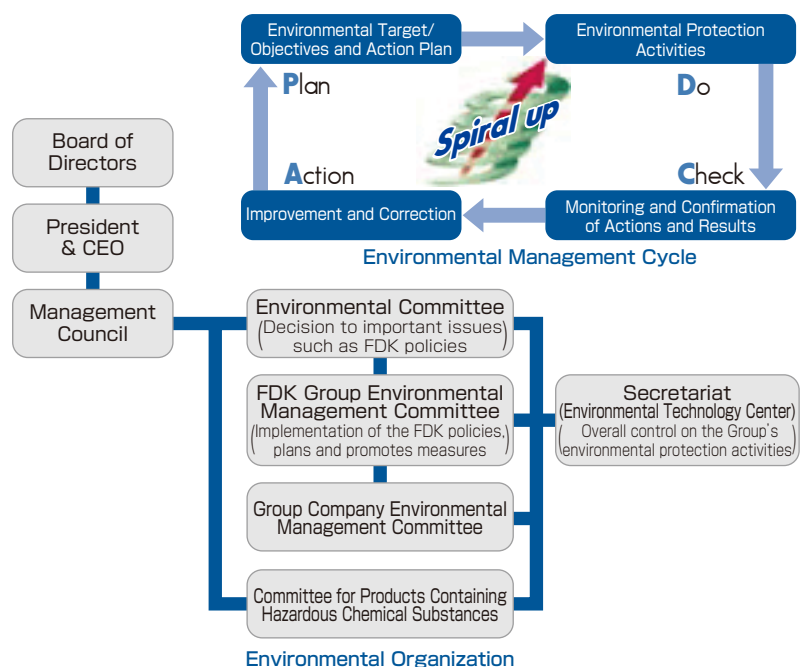 Environmental Target/
Objectives and Action Plan
Environmental Protection
Activities
Plan
Do
Spiral up
Action
Check
Improvement and Correction
Monitoring and Confirmation
of Actions and Results
Environmental Management Cycle
Board of
Directors
President
& CEO
Management
Council
Environmental Committee
(Decision to important issues
such as FDK policies)
FDK Group Environmental
Management Committee
(Implementation of the FDK policies,
plans and promotes measures)
Secretariat
(Environmental Technology Center)
(Overall control on the Group's
environmental protection activities)
Group Company Environmental
Management Committee
Committee for Products Containing
Hazardous Chemical Substances
Environmental Organization